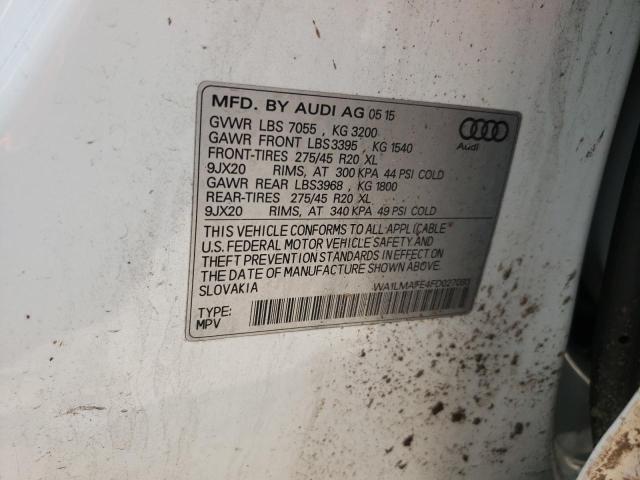 MFD. BY AUDI AG 05 15
GVWR LBS 7055 , KG 3200
GAWR FRONT LBS3395 , KG 1540
FRONT-TIRES 275/45 R20 XL
9JX20 RIMS, AT 300 KPA 44 PSI COLD
GAWR REAR LBS3968 , KG 1800
REAR-TIRES 275/45 R20 XL
9JX20 RIMS, AT 340 KPA 49 PSI COLD
Audi
THIS VEHICLE CONFORMS TO ALL APPLICABLE
U.S. FEDERAL MOTOR VEHICLE SAFETY AND
THEFT PREVENTION STANDARDS IN EFFECT ON
THE DATE OF MANUFACTURE SHOWN ABOVE.
SLOVAKIA
TYPE:
MPV